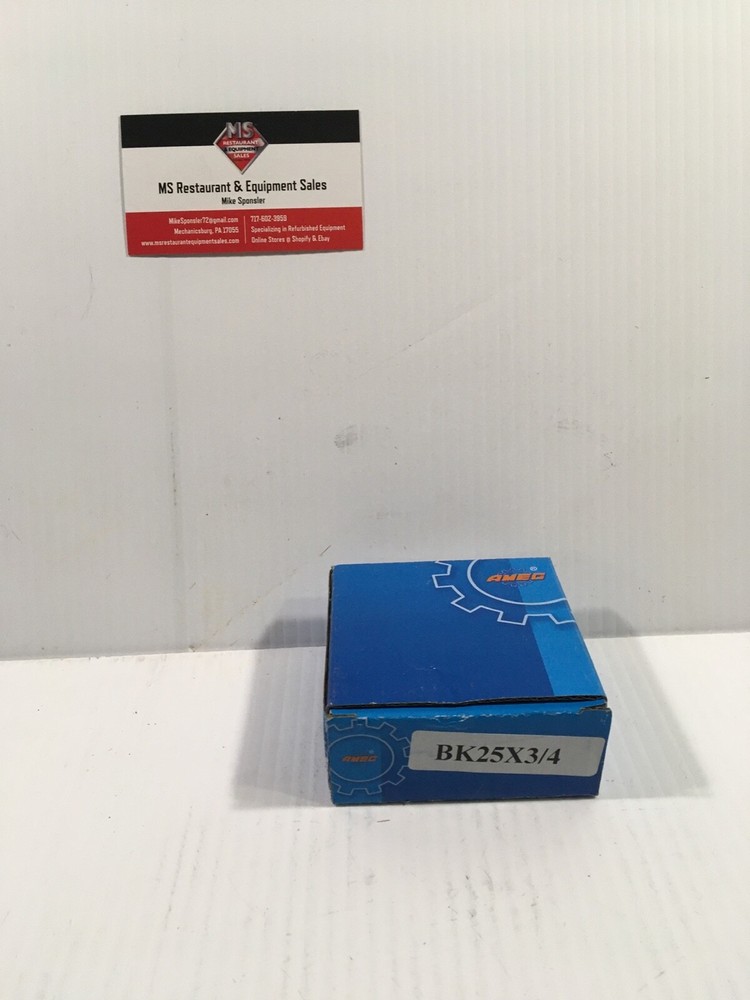 MS
RESTAURANT
EQUIPMENT
SALES
MS Restaurant & Equipment Sales
Mike Sponsler
MikeSponsler72@gmail.com
Mechanicsburg, PA 17055
www.msrestaurantequipmentsales.com
717-602-3959
Specializing in Refurbished Equipment
Online Stores @ Shopify & Ebay
AMEC ®
AMEC ®
BK25X3/4